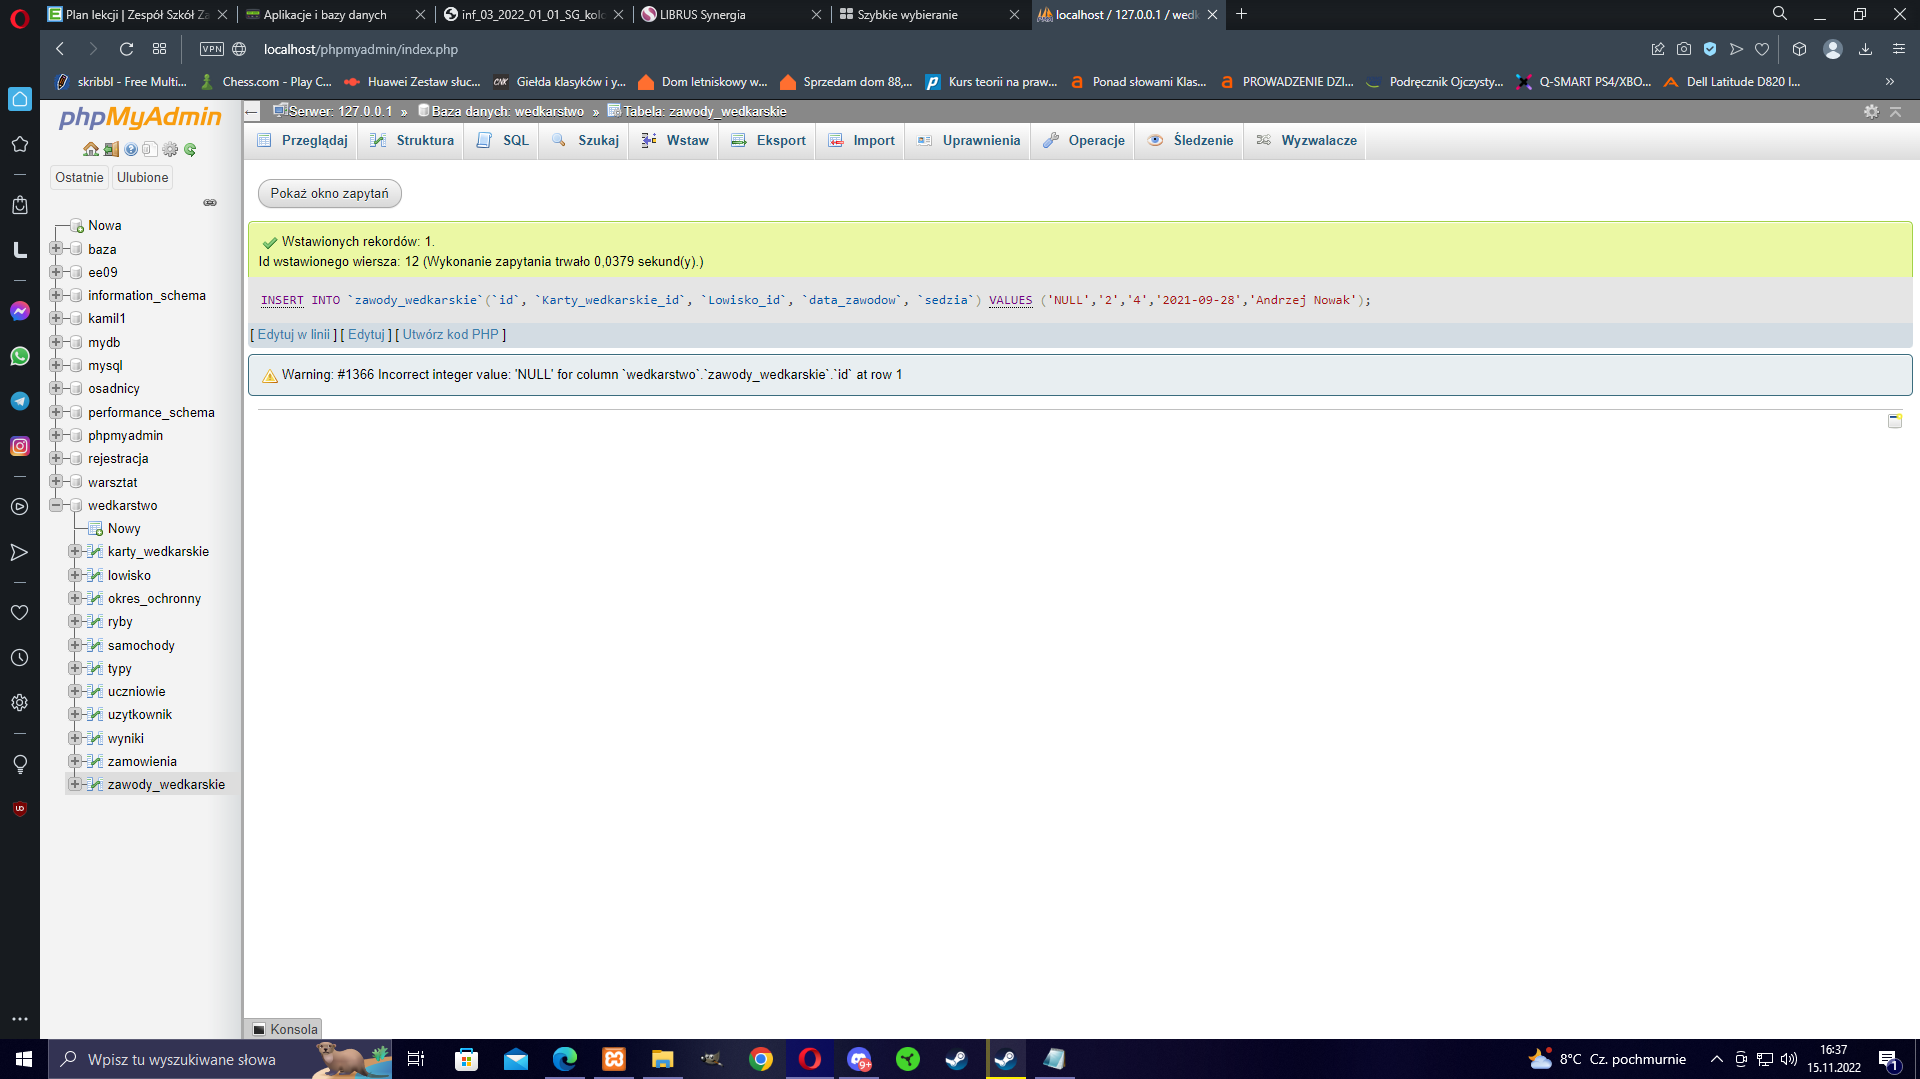 Plan lekcji | Zespół Szkół Za
Aplikacje i bazy danych
inf_03_2022_01_01_SG_kolo
LIBRUS Synergia
Szybkie wybieranie
localhost / 127.0.0.1 / wedk
VPN
localhost/phpmyadmin/index.php
skribbl - Free Multi...
Chess.com - Play C...
Huawei Zestaw słuc...
Giełda klasyków i y...
Dom letniskowy w...
Sprzedam dom 88,...
Kurs teorii na praw...
Ponad słowami Klas...
PROWADZENIE DZI...
Podręcznik Ojczysty...
Q-SMART PS4/XBO...
Dell Latitude D820 I...
phpMyAdmin
Ostatnie
Ulubione
Nowa
baza
ee09
information_schema
kamil1
mydb
mysql
osadnicy
performance_schema
phpmyadmin
rejestracja
warsztat
wedkarstwo
Nowy
karty_wedkarskie
lowisko
okres_ochronny
ryby
samochody
typy
uczniowie
uzytkownik
wyniki
zamowienia
zawody_wedkarskie
Serwer: 127.0.0.1 » Baza danych: wedkarstwo » Tabela: zawody_wedkarskie
Przeglądaj
Struktura
SQL
Szukaj
Wstaw
Eksport
Import
Uprawnienia
Operacje
Śledzenie
Wyzwalacze
Pokaż okno zapytań
Wstawionych rekordów: 1.
Id wstawionego wiersza: 12 (Wykonanie zapytania trwało 0,0379 sekund(y).)
INSERT INTO `zawody_wedkarskie`(`id`, `Karty_wedkarskie_id`, `Lowisko_id`, `data_zawodow`, `sedzia`) VALUES ('NULL','2','4','2021-09-28','Andrzej Nowak');
[ Edytuj w linii ] [ Edytuj ] [ Utwórz kod PHP ]
Warning: #1366 Incorrect integer value: 'NULL' for column `wedkarstwo`.`zawody_wedkarskie`.`id` at row 1
Konsola
Wpisz tu wyszukiwane słowa
9+
8°C Cz. pochmurnie
16:37
15.11.2022
1